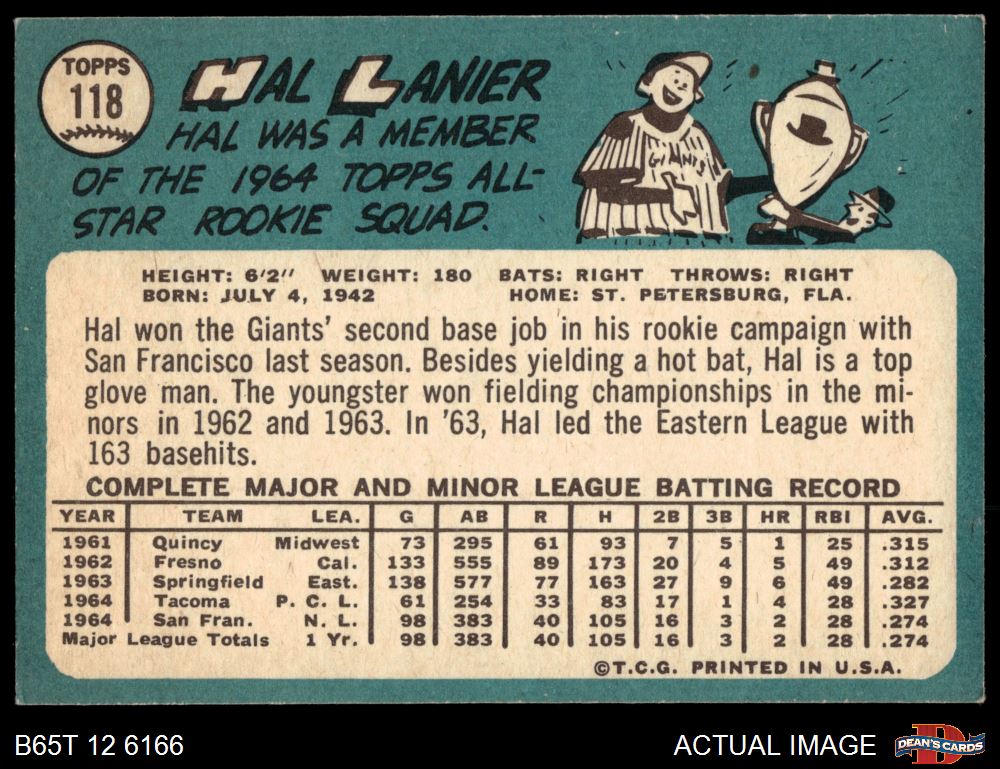 TOPPS
118
HAL LANIER
HAL WAS A MEMBER
OF THE 1964 TOPPS ALL-
STAR ROOKIE SQUAD.
GIANTS
HEIGHT: 6'2" WEIGHT: 180 BATS: RIGHT THROWS: RIGHT
BORN: JULY 4, 1942 HOME: ST. PETERSBURG, FLA.
Hal won the Giants' second base job in his rookie campaign with
San Francisco last season. Besides yielding a hot bat, Hal is a top
glove man. The youngster won fielding championships in the mi-
nors in 1962 and 1963. In '63, Hal led the Eastern League with
163 basehits.
COMPLETE MAJOR AND MINOR LEAGUE BATTING RECORD
YEAR TEAM LEA. G AB R H 2B 3B HR RBI AVG.
1961 Quincy Midwest 73 295 61 93 7 5 1 25 .315
1962 Fresno Cal. 133 555 89 173 20 4 5 49 .312
1963 Springfield East. 138 577 77 163 27 9 6 49 .282
1964 Tacoma P. C. L. 61 254 33 83 17 1 4 28 .327
1964 San Fran. N. L. 98 383 40 105 16 3 2 28 .274
Major League Totals 1 Yr. 98 383 40 105 16 3 2 28 .274
©T.C.G. PRINTED IN U.S.A.
B65T 12 6166
ACTUAL IMAGE
D
DEAN'S CARDS